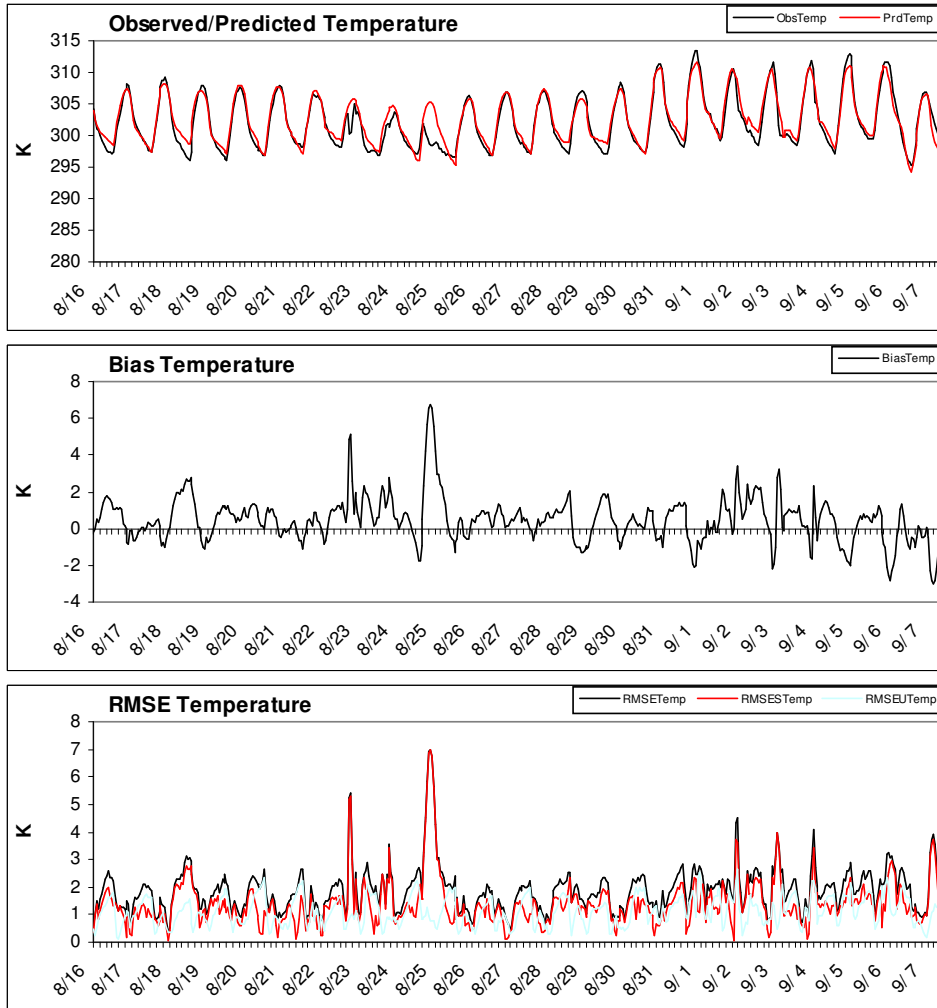 Observed/Predicted Temperature
ObsTemp PrdTemp
315
310
305
300
295
290
285
280
K
8/16 8/17 8/18 8/19 8/20 8/21 8/22 8/23 8/24 8/25 8/26 8/27 8/28 8/29 8/30 8/31 9/ 1 9/ 2 9/ 3 9/ 4 9/ 5 9/ 6 9/ 7
Bias Temperature
BiasTemp
8
6
4
2
0
-2
-4
K
8/16 8/17 8/18 8/19 8/20 8/21 8/22 8/23 8/24 8/25 8/26 8/27 8/28 8/29 8/30 8/31 9/ 1 9/ 2 9/ 3 9/ 4 9/ 5 9/ 6 9/ 7
RMSE Temperature
RMSETemp RMSESTemp RMSEUTemp
8
7
6
5
4
3
2
1
0
K
8/16 8/17 8/18 8/19 8/20 8/21 8/22 8/23 8/24 8/25 8/26 8/27 8/28 8/29 8/30 8/31 9/ 1 9/ 2 9/ 3 9/ 4 9/ 5 9/ 6 9/ 7